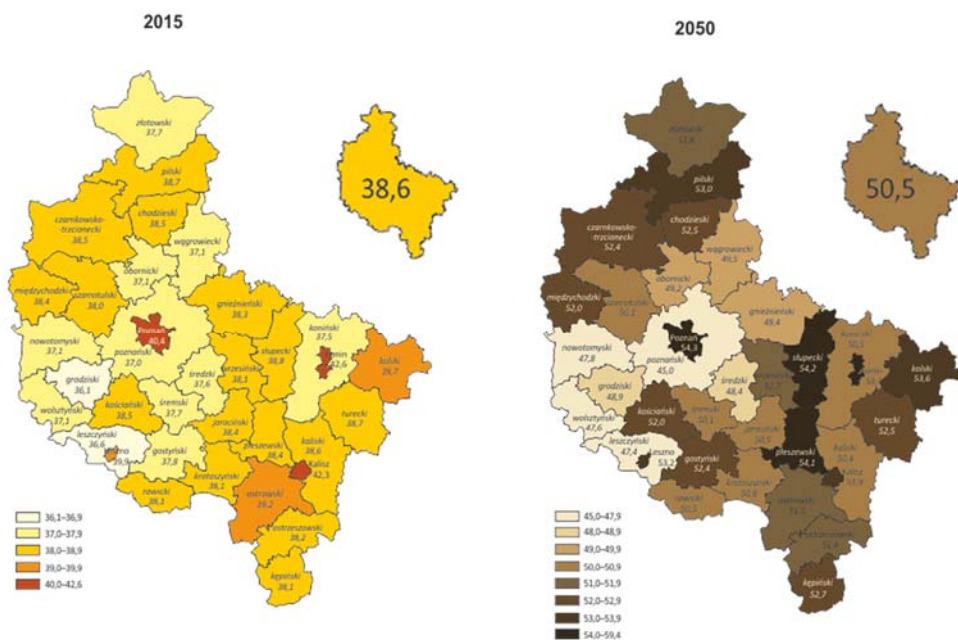 2015
2050
złotowski
37,7
pilski
38,7
chodzieski
38,5
czarnkowsko-
trzcianecki
38,5
wągrowiecki
37,1
obornicki
37,1
międzychodzki
38,4
szamotulski
38,0
gnieźnieński
38,3
Poznań
40,4
poznański
37,0
nowotomyski
37,1
słupecki
38,8
koniński
37,5
42,6
kolski
39,7
wrzesiński
38,1
średzki
37,6
grodziski
36,1
kościański
38,5
śremski
37,7
wolsztyński
37,1
turecki
38,7
jarociński
38,4
leszczyński
36,6
39,9
gostyński
37,8
pleszewski
38,4
kaliski
38,6
Kalisz
42,3
krotoszyński
38,1
rawicki
38,1
ostrowski
39,2
ostrzeszowski
38,2
kępiński
38,1
38,6
36,1–36,9
37,0–37,9
38,0–38,9
39,0–39,9
40,0–42,6
pilski
53,0
chodzieski
52,5
czarnkowsko-
trzcianecki
52,4
wągrowiecki
49,5
obornicki
49,2
międzychodzki
52,0
gnieźnieński
49,4
Poznań
54,3
poznański
45,0
nowotomyski
47,8
słupecki
54,2
kolski
53,6
średzki
48,4
grodziski
48,9
kościański
52,0
śremski
50,1
wolsztyński
47,6
turecki
52,5
leszczyński
47,4
Leszno
53,2
gostyński
52,4
pleszewski
54,1
kępiński
52,7
50,5
45,0–47,9
48,0–48,9
49,0–49,9
50,0–50,9
51,0–51,9
52,0–52,9
53,0–53,9
54,0–59,4